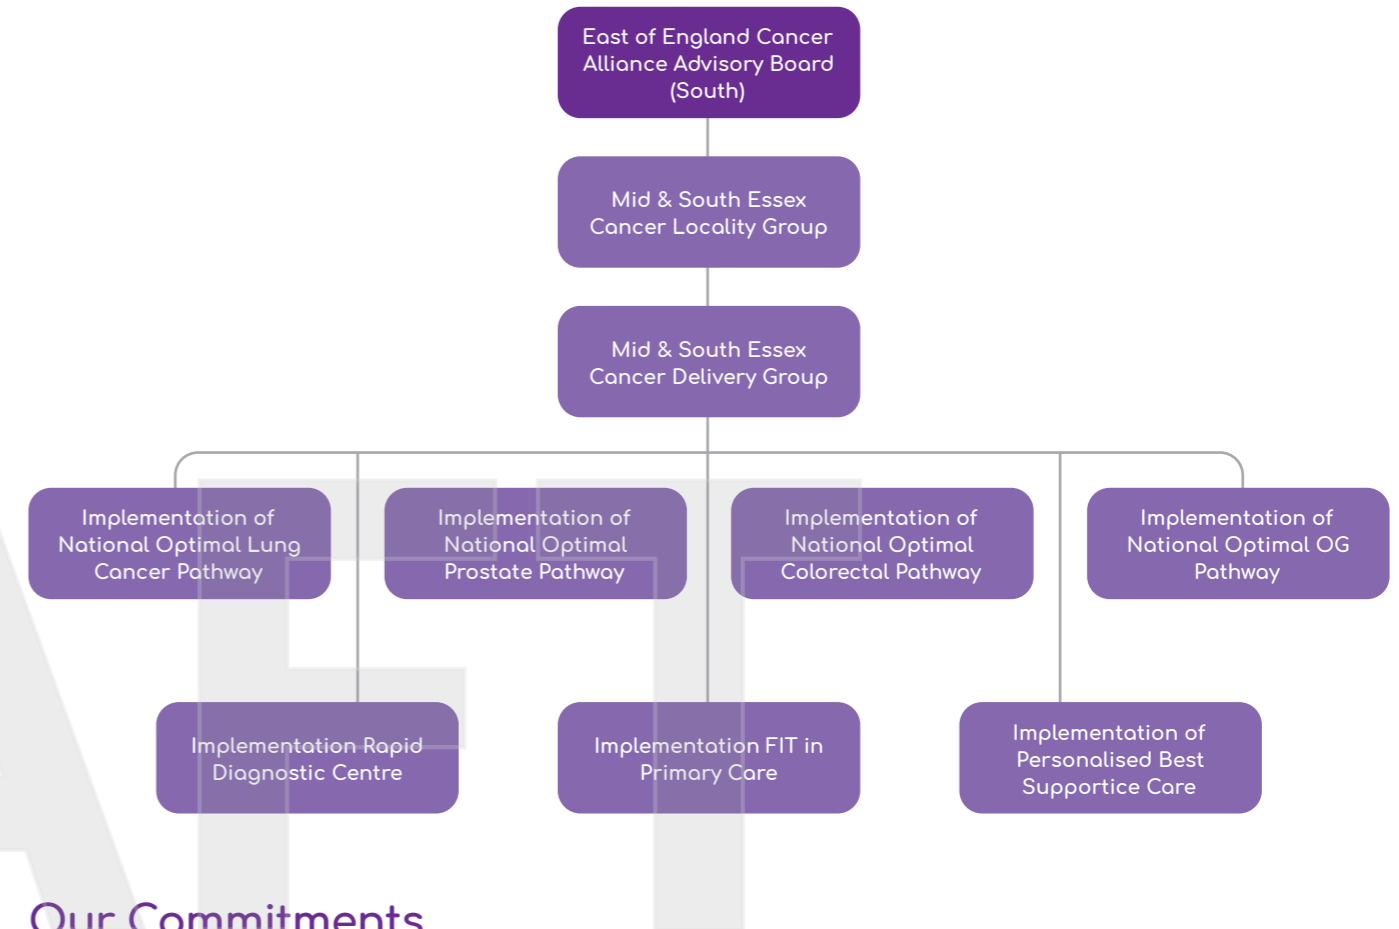 East of England Cancer
Alliance Advisory Board
(South)
Mid & South Essex
Cancer Locality Group
Mid & South Essex
Cancer Delivery Group
Implementation of
National Optimal Lung
Cancer Pathway
Implementation of
National Optimal
Prostate Pathway
Implementation of
National Optimal
Colorectal Pathway
Implementation of
National Optimal OG
Pathway
Implementation Rapid
Diagnostic Centre
Implementation FIT in
Primary Care
Implementation of
Personalised Best
Supportice Care
Our Commitments